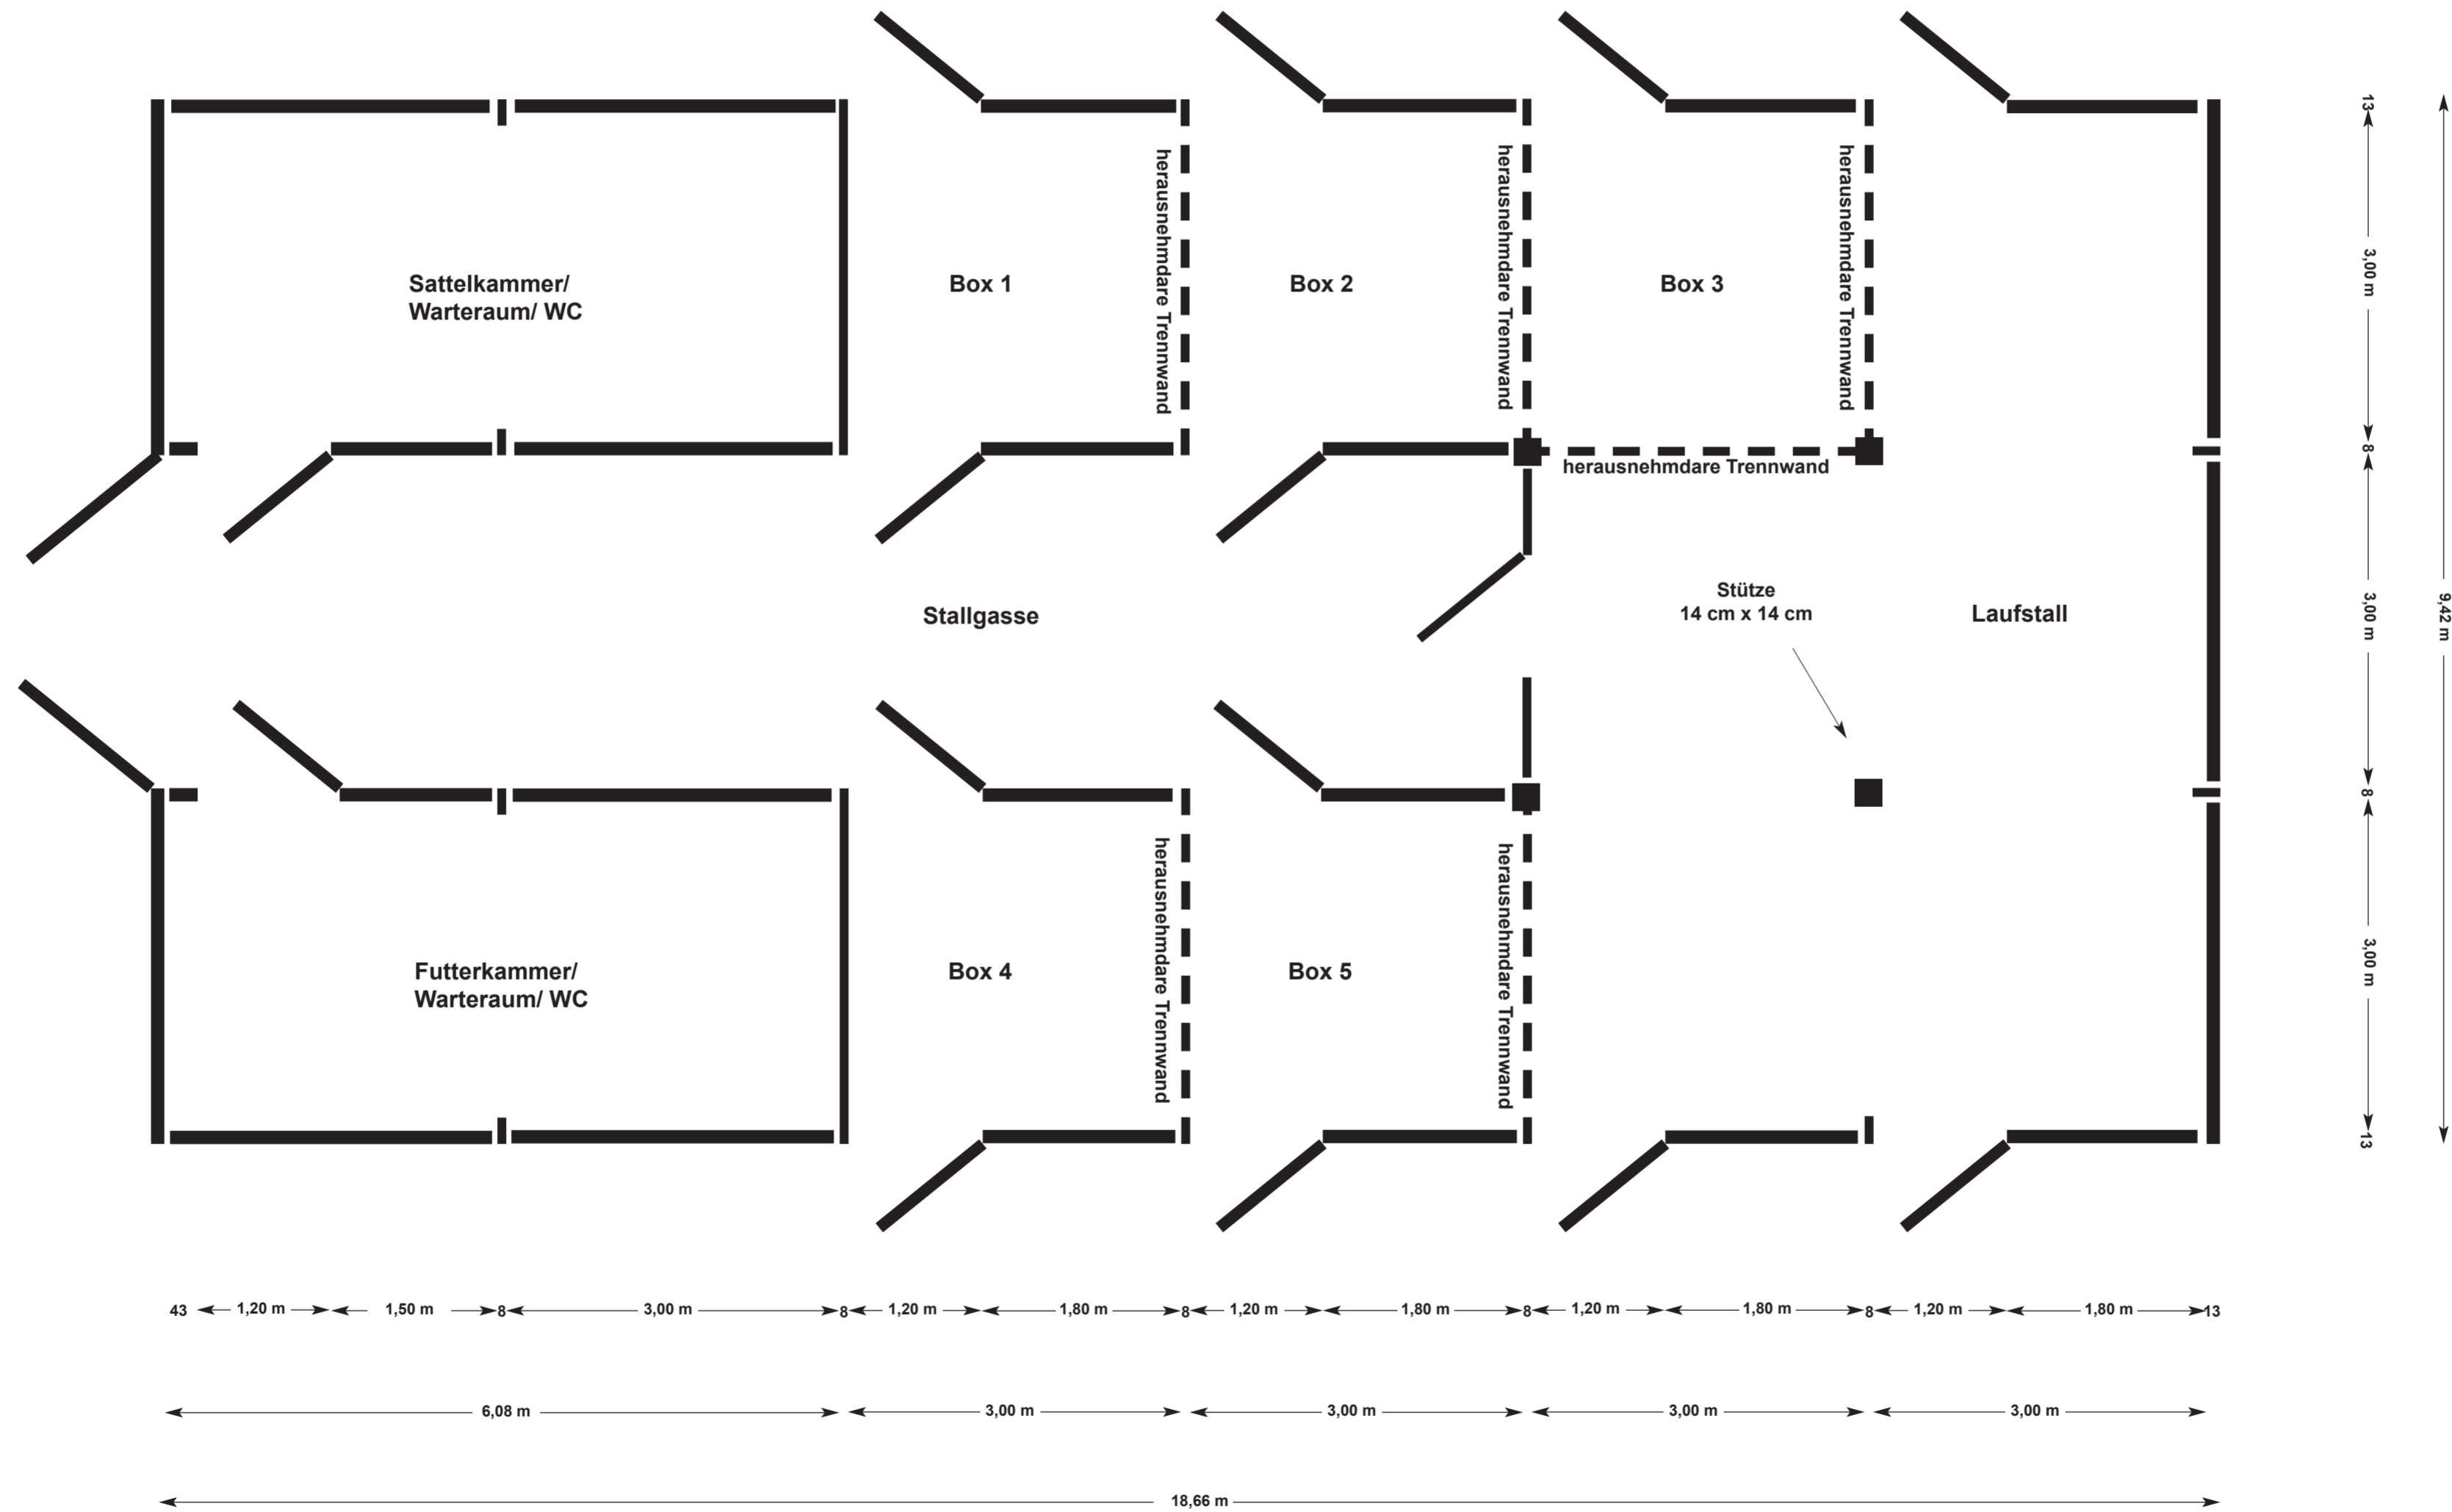 herausnehmdare Trennwand
herausnehmdare Trennwand
herausnehmdare Trennwand
Sattelkammer/
Warteraum/ WC
Box 1
Box 2
Box 3
herausnehmdare Trennwand
Stallgasse
Stütze
14 cm x 14 cm
Laufstall
herausnehmdare Trennwand
herausnehmdare Trennwand
Futterkammer/
Warteraum/ WC
Box 4
Box 5
13
3,00 m
8
3,00 m
8
3,00 m
13
9,42 m
43 1,20 m 1,50 m 8 3,00 m 8 1,20 m 1,80 m 8 1,20 m 1,80 m 8 1,20 m 1,80 m 8 1,20 m 1,80 m 13
6,08 m 3,00 m 3,00 m 3,00 m 3,00 m
18,66 m